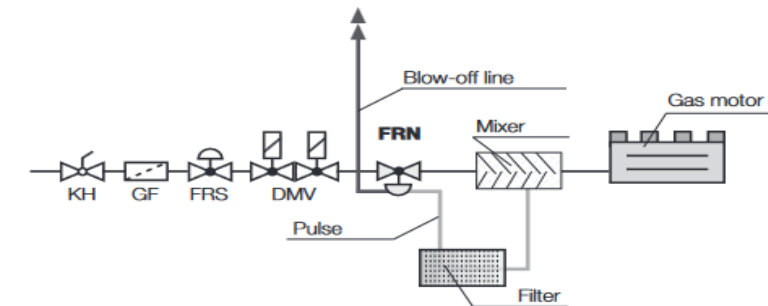 Blow-off line
Gas motor
FRN
Mixer
KH
GF
FRS
DMV
Pulse
Filter